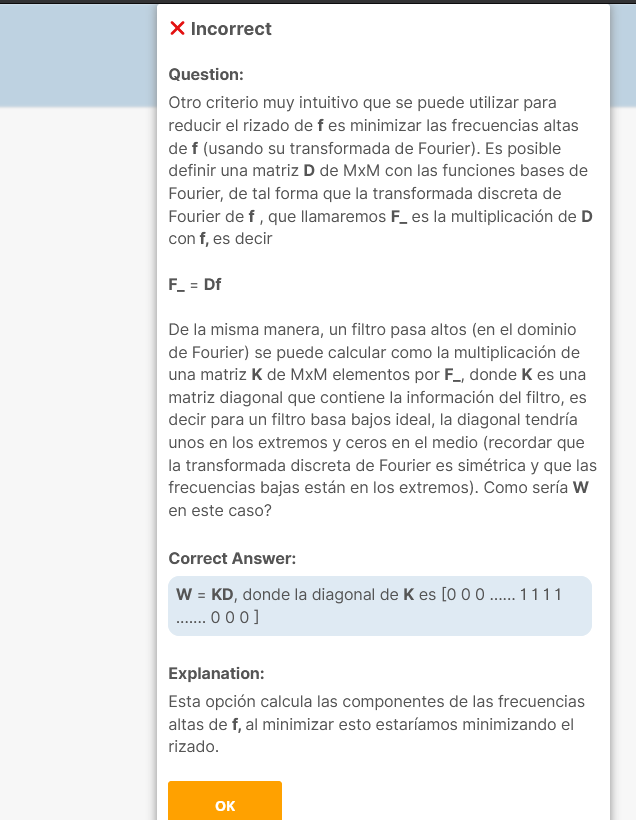 ❌ Incorrect
Question:
Otro criterio muy intuitivo que se puede utilizar para
reducir el rizado de f es minimizar las frecuencias altas
de f (usando su transformada de Fourier). Es posible
definir una matriz D de MxM con las funciones bases de
Fourier, de tal forma que la transformada discreta de
Fourier de f , que llamaremos F_ es la multiplicación de D
con f, es decir
F_ = Df
De la misma manera, un filtro pasa altos (en el dominio
de Fourier) se puede calcular como la multiplicación de
una matriz K de MxM elementos por F_, donde K es una
matriz diagonal que contiene la información del filtro, es
decir para un filtro basa bajos ideal, la diagonal tendría
unos en los extremos y ceros en el medio (recordar que
la transformada discreta de Fourier es simétrica y que las
frecuencias bajas están en los extremos). Como sería W
en este caso?
Correct Answer:
W = KD, donde la diagonal de K es [0 0 0 ...... 1 1 1 1
....... 0 0 0 ]
Explanation:
Esta opción calcula las componentes de las frecuencias
altas de f, al minimizar esto estaríamos minimizando el
rizado.
OK